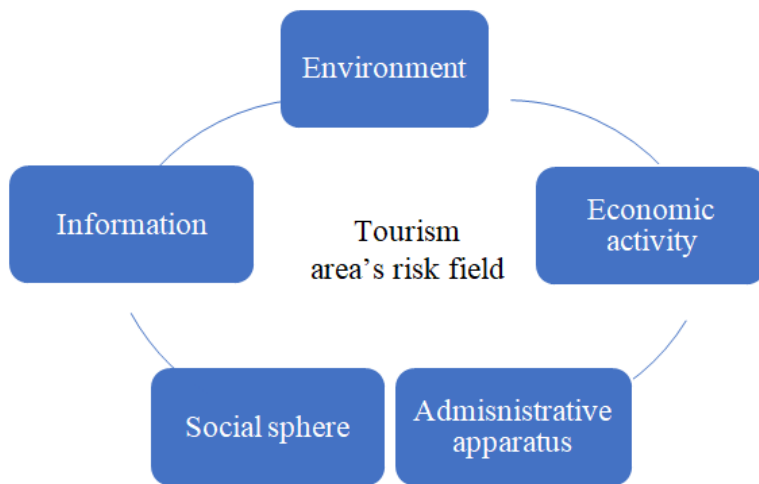 Environment
Information
Economic
activity
Tourism
area's risk field
Social sphere
Admisnistrative
apparatus